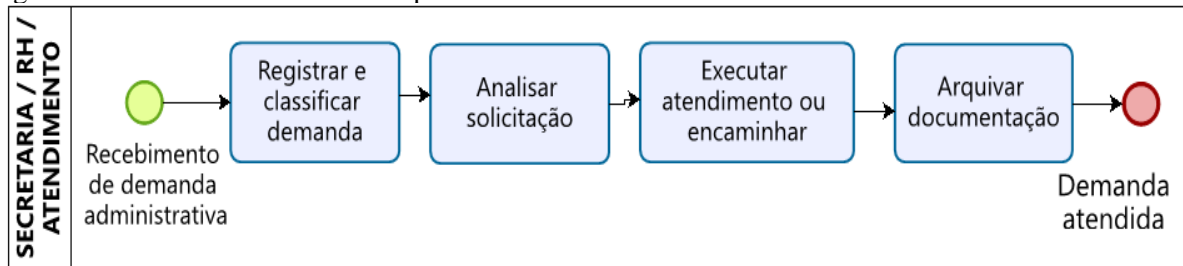 SECRETARIA / RH /
ATENDIMENTO
Recebimento
de demanda
administrativa
Registrar e
classificar
demanda
Analisar
solicitação
Executar
atendimento ou
encaminhar
Arquivar
documentação
Demanda
atendida